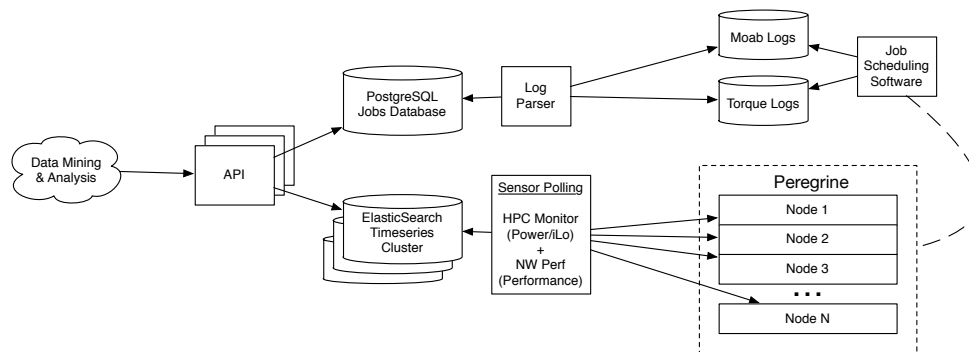 Data Mining
& Analysis
API
PostgreSQL
Jobs Database
ElasticSearch
Timeseries
Cluster
Log
Parser
Sensor Polling
HPC Monitor
(Power/iLo)
+
NW Perf
(Performance)
Moab Logs
Torque Logs
Job
Scheduling
Software
Peregrine
Node 1
Node 2
Node 3
...
Node N